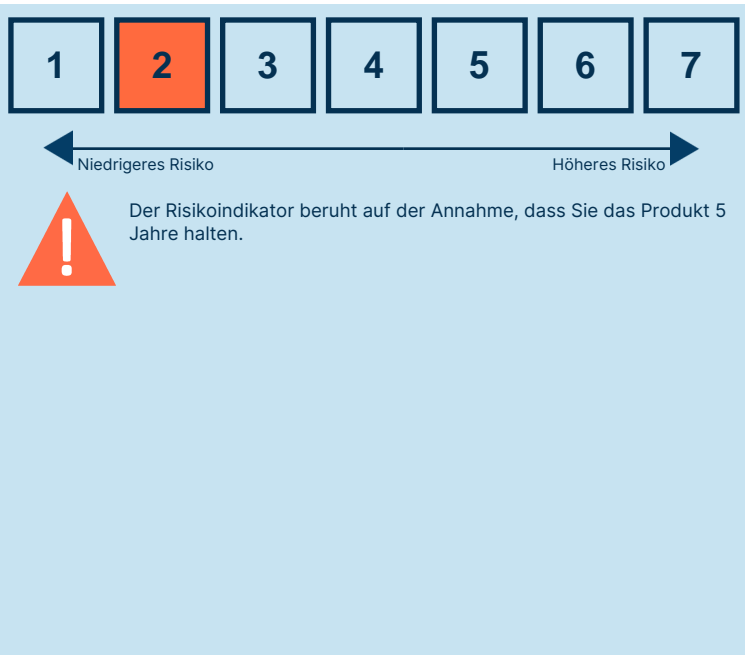 1 2 3 4 5 6 7
Niedrigeres Risiko Höheres Risiko
!
Der Risikoindikator beruht auf der Annahme, dass Sie das Produkt 5
Jahre halten.